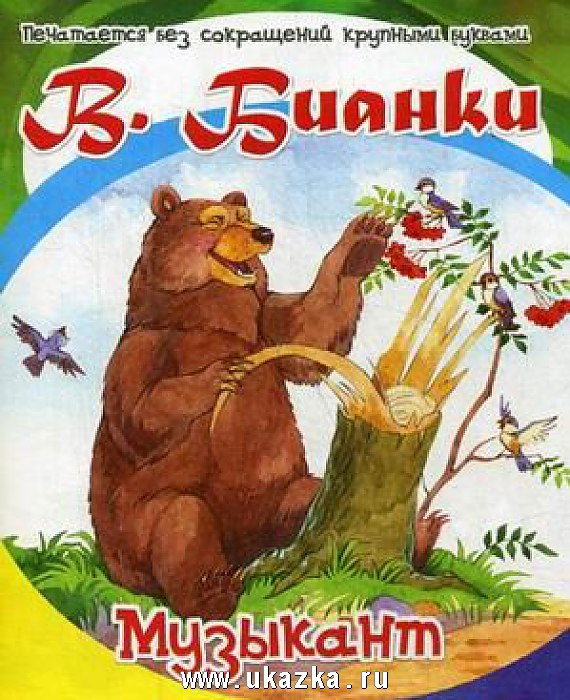 Печатается без сокращений крупными буквами
В. Бианки
Музыкант
www.ukazka.ru